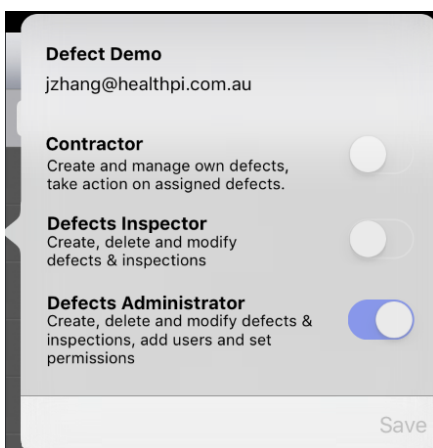 Defect Demo
jzhang@healthpi.com.au
Contractor
Create and manage own defects,
take action on assigned defects.
Defects Inspector
Create, delete and modify
defects & inspections
Defects Administrator
Create, delete and modify defects &
inspections, add users and set
permissions
Save